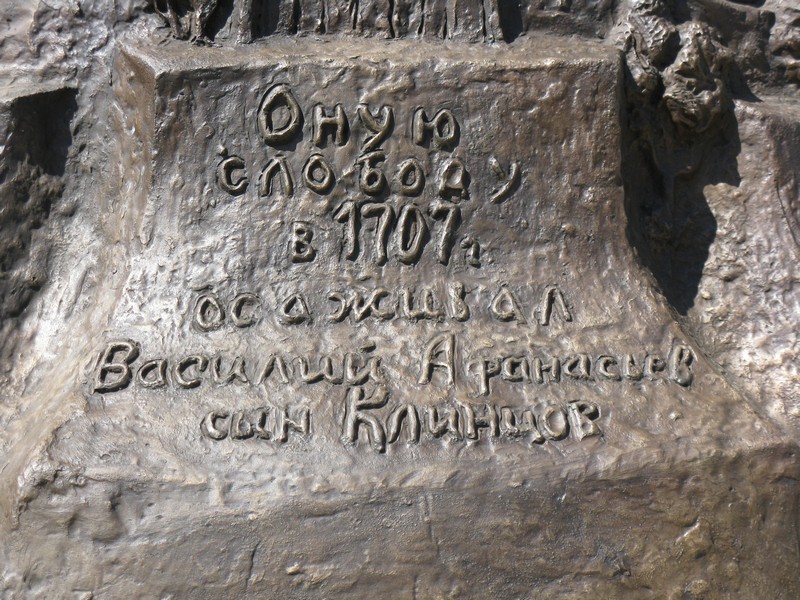 Оную
слободу
в 1707 г
осаживал
Василий Афанасьев
сын Клинцов